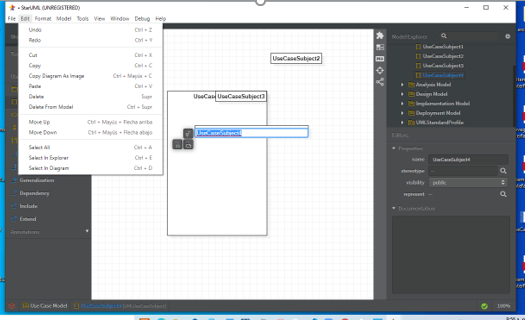 • StarUML (UNREGISTERED)
File Edit Format Model Tools View Window Debug Help
Undo Ctrl + Z
Redo Ctrl + Y
Cut Ctrl + X
Copy Ctrl + C
Copy Diagram As Image Ctrl + Mayús + C
Paste Ctrl + V
Delete Supr
Delete From Model Ctrl + Supr
Move Up Ctrl + Mayús + Flecha arriba
Move Down Ctrl + Mayús + Flecha abajo
Select All Ctrl + A
Select In Explorer Ctrl + E
Select In Diagram Ctrl + D
Generalization
Dependency
Include
Extend
Annotations
UseCaseSubject2
UseCa
UseCaseSubject3
UseCaseSubject4
Model Explorer
UseCaseSubject1
UseCaseSubject2
UseCaseSubject3
UseCaseSubject4
Analysis Model
Design Model
Implementation Model
Deployment Model
UMLStandardProfile
Editors
Properties
name UseCaseSubject4
stereotype —
visibility public
represent —
Documentation
Use Case Model
100%